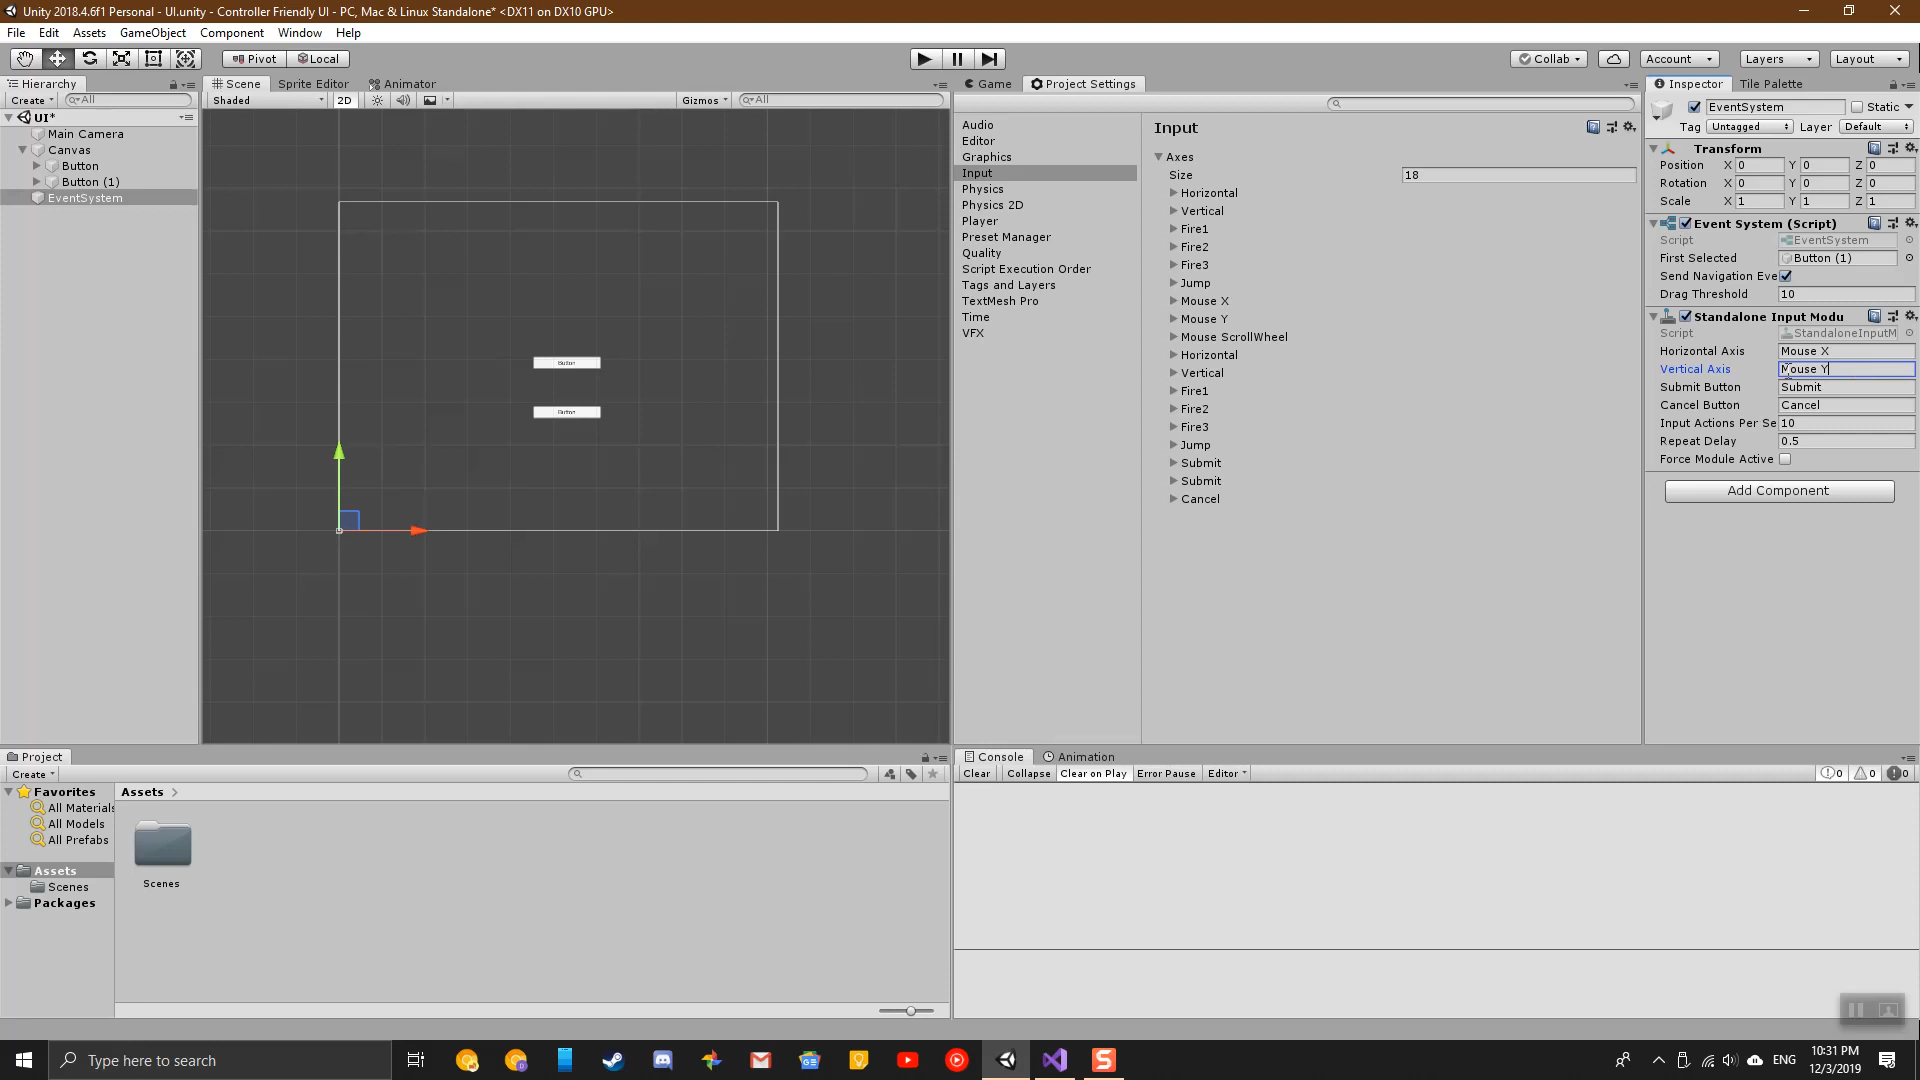 Unity 2018.4.6f1 Personal - UI.unity - Controller Friendly UI - PC, Mac & Linux Standalone* <DX11 on DX10 GPU>
File Edit Assets GameObject Component Window Help
Pivot Local Collab Account Layers Layout
Hierarchy
Create All
UI*
Main Camera
Canvas
Button
Button (1)
EventSystem
Scene Sprite Editor Animator
Shaded 2D Gizmos All
Button
Button
Game Project Settings
Audio
Editor
Graphics
Input
Physics
Physics 2D
Player
Preset Manager
Quality
Script Execution Order
Tags and Layers
TextMesh Pro
Time
VFX
Input
Axes
Size 18
Horizontal
Vertical
Fire1
Fire2
Fire3
Jump
Mouse X
Mouse Y
Mouse ScrollWheel
Horizontal
Vertical
Fire1
Fire2
Fire3
Jump
Submit
Submit
Cancel
Inspector Tile Palette
EventSystem Static
Tag Untagged Layer Default
Transform
Position X 0 Y 0 Z 0
Rotation X 0 Y 0 Z 0
Scale X 1 Y 1 Z 1
Event System (Script)
Script EventSystem
First Selected Button (1)
Send Navigation Eve
Drag Threshold 10
Standalone Input Modu
Script StandaloneInputM
Horizontal Axis Mouse X
Vertical Axis Mouse Y
Submit Button Submit
Cancel Button Cancel
Input Actions Per Se 10
Repeat Delay 0.5
Force Module Active
Add Component
Project
Create
Favorites
All Materials
All Models
All Prefabs
Assets
Scenes
Packages
Assets
Scenes
Console Animation
Clear Collapse Clear on Play Error Pause Editor 0 0 0
Type here to search
ENG
10:31 PM
12/3/2019